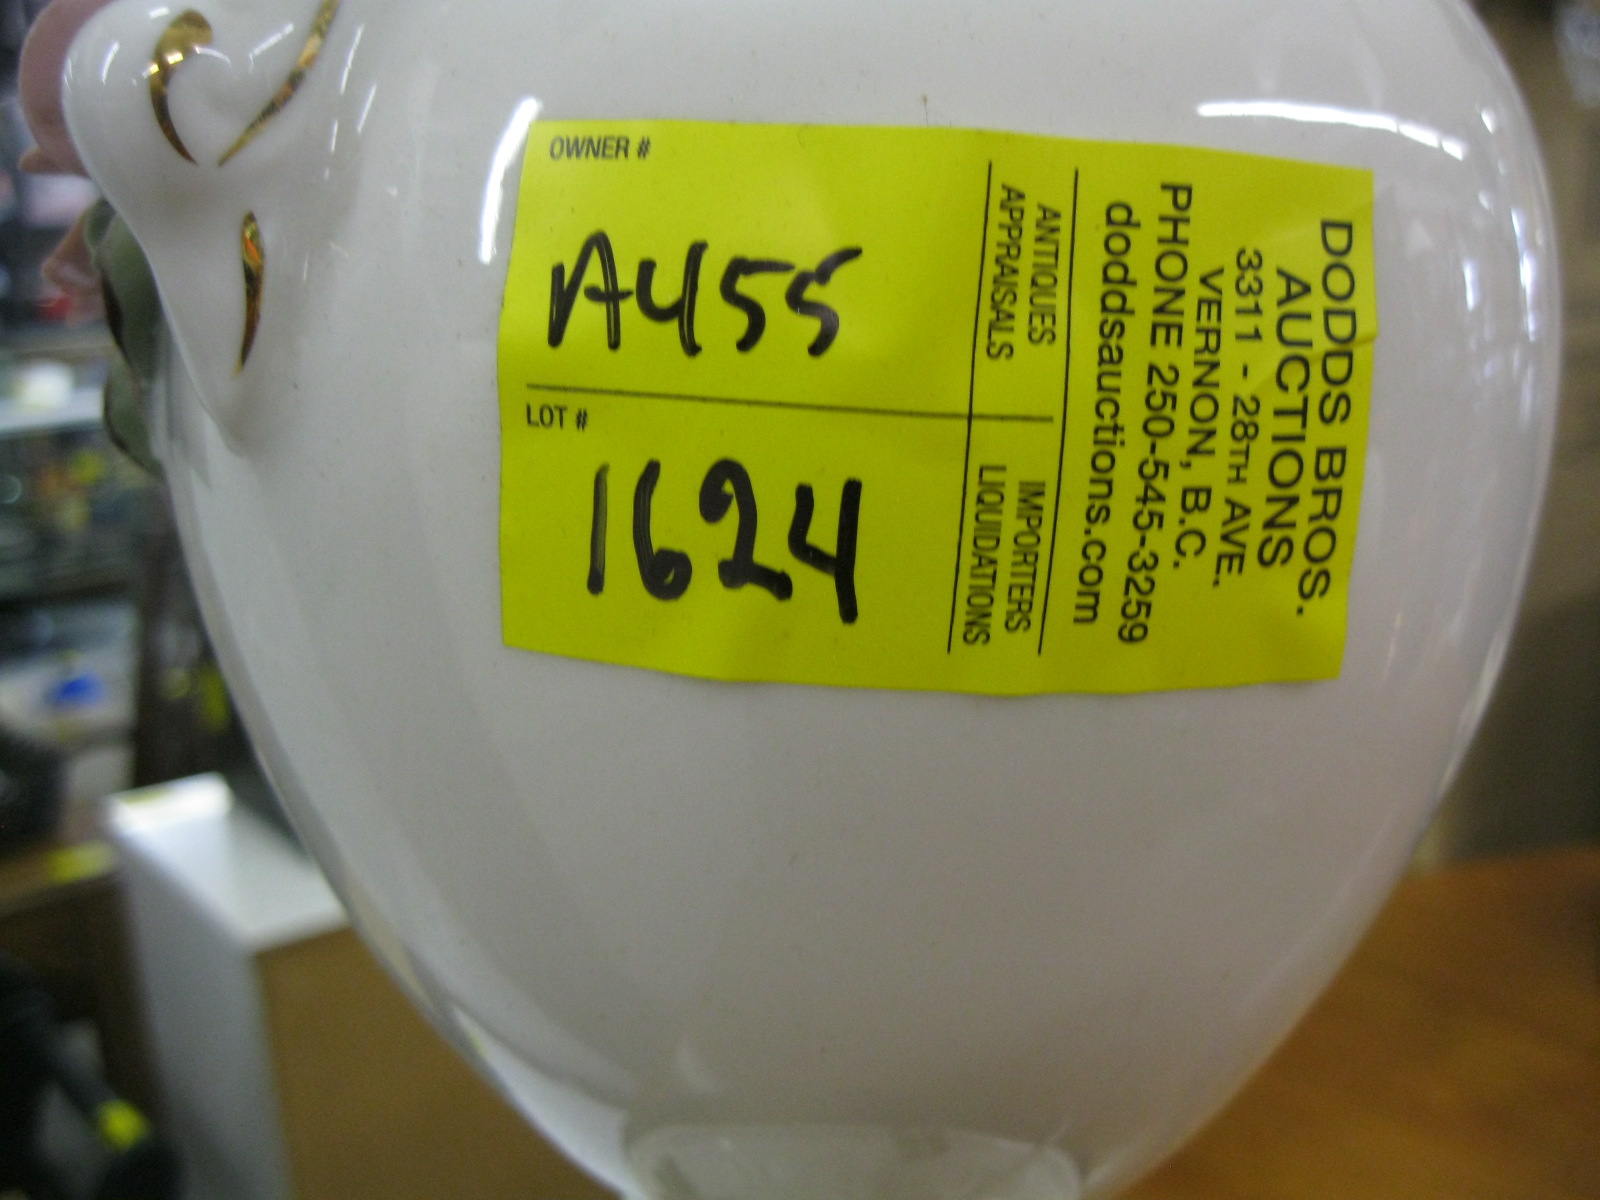 OWNER #
A455
LOT #
1624
ANTIQUES
APPRAISALS
IMPORTERS
LIQUIDATIONS
DODDS BROS.
AUCTIONS
3311 - 28TH AVE.
VERNON, B.C.
PHONE 250-545-3259
doddsauctions.com